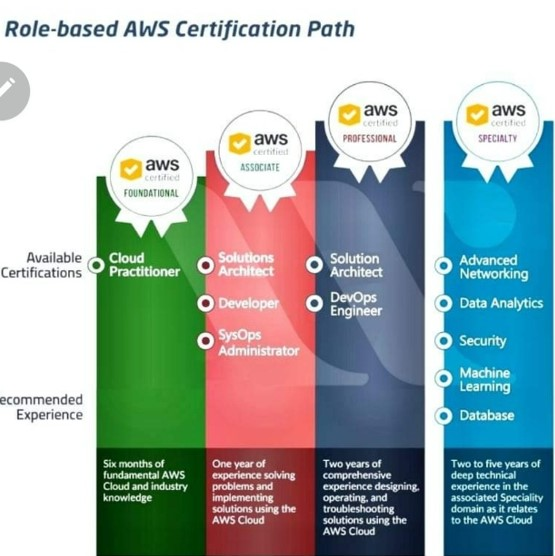 Role-based AWS Certification Path
aws
certified
FOUNDATIONAL
aws
certified
ASSOCIATE
aws
certified
PROFESSIONAL
aws
certified
SPECIALTY
Available
Certifications
Cloud
Practitioner
Solutions
Architect
Developer
SysOps
Administrator
Solution
Architect
DevOps
Engineer
Advanced
Networking
Data Analytics
Security
Machine
Learning
Database
ecommended
Experience
Six months of
fundamental AWS
Cloud and industry
knowledge
One year of
experience solving
problems and
implementing
solutions using the
AWS Cloud
Two years of
comprehensive
experience designing,
operating, and
troubleshooting
solutions using the
AWS Cloud
Two to five years of
deep technical
experience in the
associated Speciality
domain as it relates
to the AWS Cloud